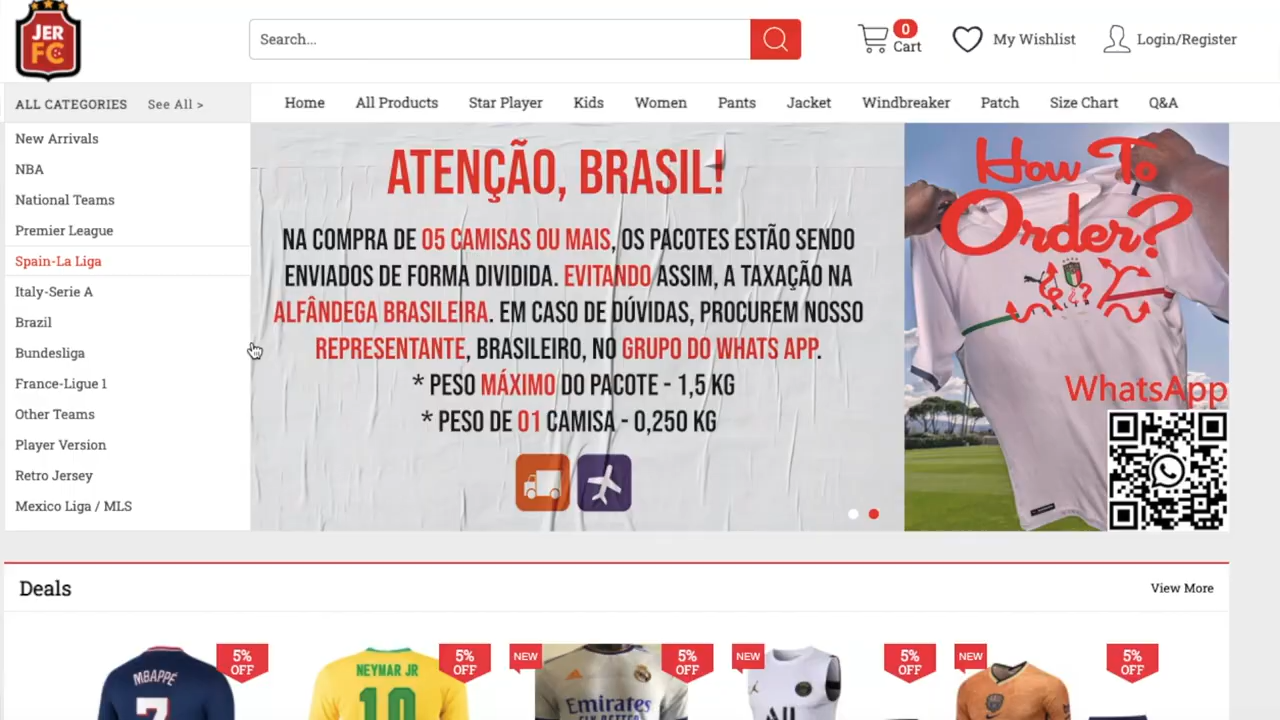 JER
FC
Search...
0
Cart
My Wishlist
Login/Register
ALL CATEGORIES
See All >
Home
All Products
Star Player
Kids
Women
Pants
Jacket
Windbreaker
Patch
Size Chart
Q&A
New Arrivals
NBA
National Teams
Premier League
Spain-La Liga
Italy-Serie A
Brazil
Bundesliga
France-Ligue 1
Other Teams
Player Version
Retro Jersey
Mexico Liga / MLS
ATENÇÃO, BRASIL!
NA COMPRA DE 05 CAMISAS OU MAIS, OS PACOTES ESTÃO SENDO
ENVIADOS DE FORMA DIVIDIDA. EVITANDO ASSIM, A TAXAÇÃO NA
ALFÂNDEGA BRASILEIRA. EM CASO DE DÚVIDAS, PROCUREM NOSSO
REPRESENTANTE, BRASILEIRO, NO GRUPO DO WHATS APP.
* PESO MÁXIMO DO PACOTE - 1,5 KG
* PESO DE 01 CAMISA - 0,250 KG
How To
Order?
WhatsApp
Deals
View More
5%
OFF
MBAPPÉ
7
5%
OFF
NEYMAR JR
10
NEW
5%
OFF
Emirates
FLY BETTER
NEW
5%
OFF
ALL
NEW
5%
OFF